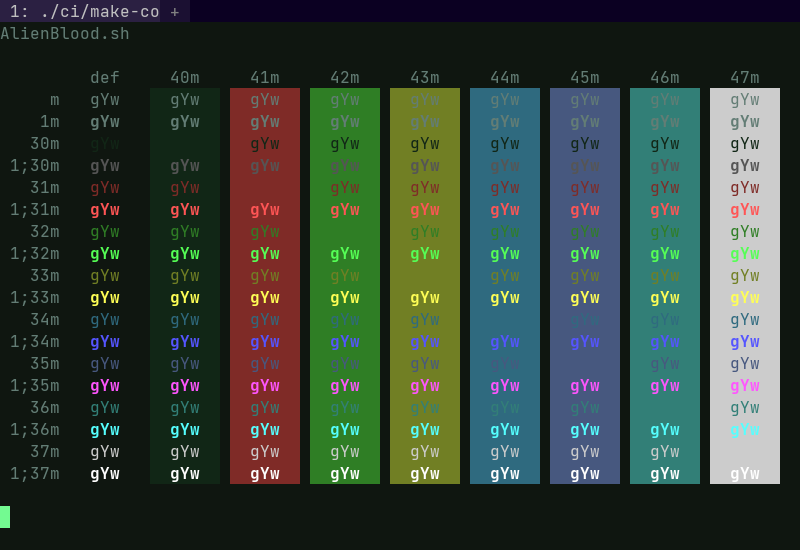 1: ./ci/make-co +
AlienBlood.sh
def 40m 41m 42m 43m 44m 45m 46m 47m
m gYw gYw gYw gYw gYw gYw gYw gYw gYw
1m gYw gYw gYw gYw gYw gYw gYw gYw gYw
30m gYw gYw gYw gYw gYw gYw gYw gYw
1;30m gYw gYw gYw gYw gYw gYw gYw gYw gYw
31m gYw gYw gYw gYw gYw gYw gYw gYw
1;31m gYw gYw gYw gYw gYw gYw gYw gYw gYw
32m gYw gYw gYw gYw gYw gYw gYw gYw
1;32m gYw gYw gYw gYw gYw gYw gYw gYw gYw
33m gYw gYw gYw gYw gYw gYw gYw gYw
1;33m gYw gYw gYw gYw gYw gYw gYw gYw gYw
34m gYw gYw gYw gYw gYw gYw gYw gYw
1;34m gYw gYw gYw gYw gYw gYw gYw gYw gYw
35m gYw gYw gYw gYw gYw gYw gYw gYw
1;35m gYw gYw gYw gYw gYw gYw gYw gYw gYw
36m gYw gYw gYw gYw gYw gYw gYw gYw
1;36m gYw gYw gYw gYw gYw gYw gYw gYw gYw
37m gYw gYw gYw gYw gYw gYw gYw gYw
1;37m gYw gYw gYw gYw gYw gYw gYw gYw gYw